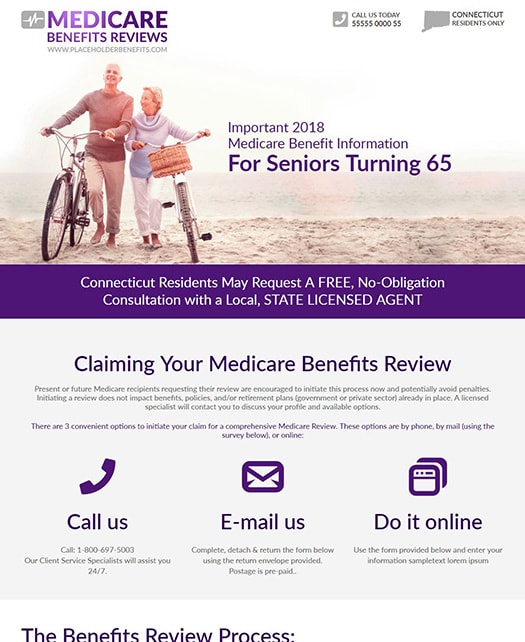 MEDICARE
BENEFITS REVIEWS
WWW.PLACEHOLDERBENEFITS.COM
CALL US TODAY
55555 0000 55
CONNECTICUT
RESIDENTS ONLY
Important 2018
Medicare Benefit Information
For Seniors Turning 65
Connecticut Residents May Request A FREE, No-Obligation
Consultation with a Local, STATE LICENSED AGENT
Claiming Your Medicare Benefits Review
Present or future Medicare recipients requesting their review are encouraged to initiate this process now and potentially avoid penalties.
Initiating a review does not impact benefits, policies, and/or retirement plans (government or private sector) already in place. A licensed
specialist will contact you to discuss your profile and available options.
There are 3 convenient options to initiate your claim for a comprehensive Medicare Review. These options are by phone, by mail (using the
survey below), or online:
Call us
Call: 1-800-697-5003
Our Client Service Specialists will assist you
24/7.
E-mail us
Complete, detach & return the form below
using the return envelope provided.
Postage is pre-paid..
Do it online
Use the form provided below and enter your
information sampletext lorem ipsum
The Benefits Review Process: